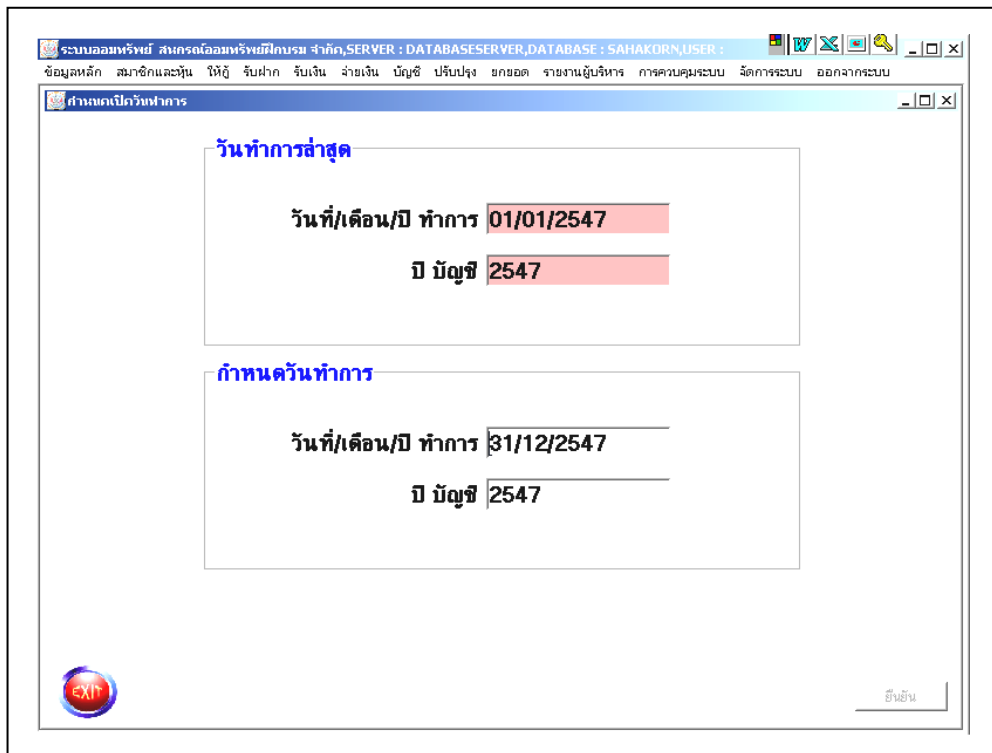 ระบบออมทรัพย์ สหกรณ์ออมทรัพย์ฝึกบรม จำกัด,SERVER : DATABASESERVER,DATABASE : SAHAKORN,USER :
ข้อมูลหลัก สมาชิกและหุ้น ให้กู้ รับฝาก รับเงิน จ่ายเงิน บัญชี ปรับปรุง ยกยอด รายงานผู้บริหาร การควบคุมระบบ จัดการระบบ ออกจากระบบ
กำหนดเปิดวันทำการ
วันทำการล่าสุด
วันที่/เดือน/ปี ทำการ 01/01/2547
ปี บัญชี 2547
กำหนดวันทำการ
วันที่/เดือน/ปี ทำการ 31/12/2547
ปี บัญชี 2547
EXIT
ยืนยัน